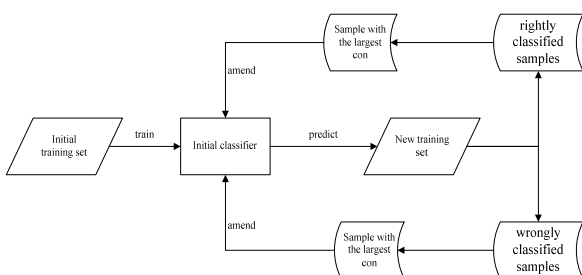 Sample with
the largest
con
rightly
classified
samples
amend
Initial
training set
train
Initial classifier
predict
New training
set
amend
Sample with
the largest
con
wrongly
classified
samples